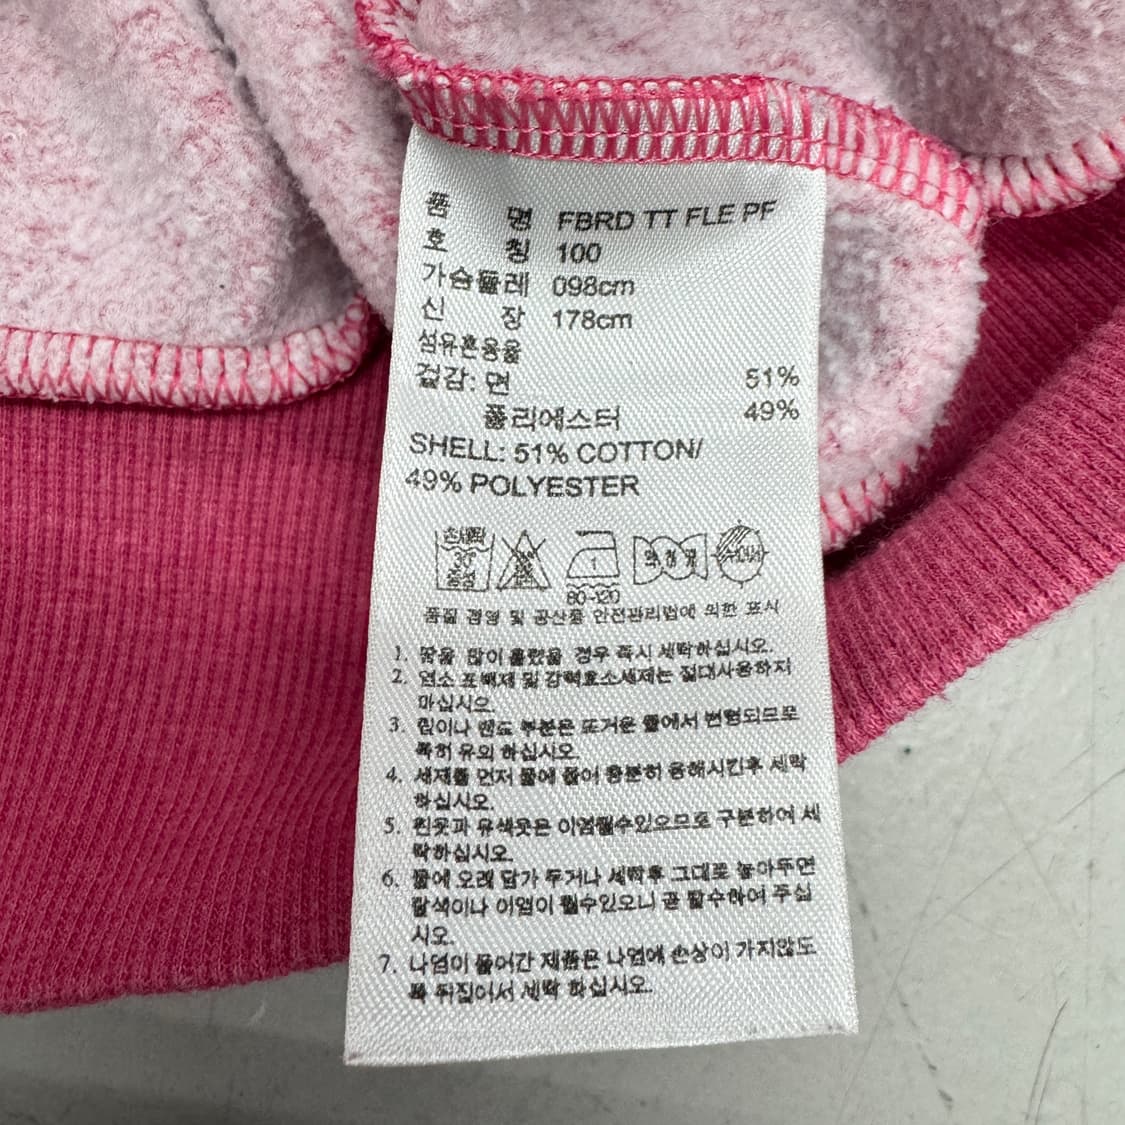 품 명 FBRD TT FLE PF
호 칭 100
가슴둘레 098cm
신 장 178cm
섬유혼용율
겉감: 면 51%
폴리에스터 49%
SHELL: 51% COTTON/
49% POLYESTER
손세탁 30° 중성
1
약하게
80-120
품질 경영 및 공산품 안전관리법에 의한 표시
1. 땀을 많이 흘렸을 경우 즉시 세탁하십시오.
2. 염소 표백제 및 강력효소세제는 절대사용하지
마십시오.
3. 립이나 밴드 부분은 뜨거운 물에서 변형되므로
특히 유의 하십시오.
4. 세제를 먼저 물에 풀어 충분히 용해시킨후 세탁
하십시오.
5. 흰옷과 유색옷은 이염될수있으므로 구분하여 세
탁하십시오.
6. 물에 오래 담가 두거나 세탁후 그대로 놓아두면
탈색이나 이염이 될수있으니 곧 탈수하여 주십
시오.
7. 나염이 들어간 제품은 나염에 손상이 가지않도
록 뒤집어서 세탁 하십시오.